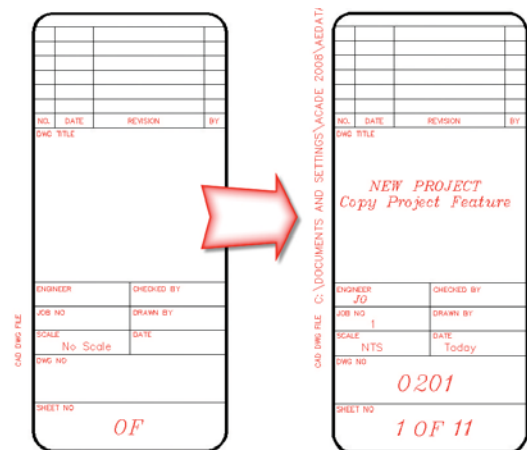 NO. DATE REVISION BY
DWG TITLE
ENGINEER CHECKED BY
JOB NO DRAWN BY
SCALE DATE
No Scale
DWG NO
SHEET NO
OF
CAD DWG FILE
NO. DATE REVISION BY
DWG TITLE
NEW PROJECT
Copy Project Feature
ENGINEER CHECKED BY
JO
JOB NO DRAWN BY
1
SCALE DATE
NTS Today
DWG NO
0201
SHEET NO
1 OF 11
CAD DWG FILE C:\DOCUMENTS AND SETTINGS\ACADE 2008\AEDATA